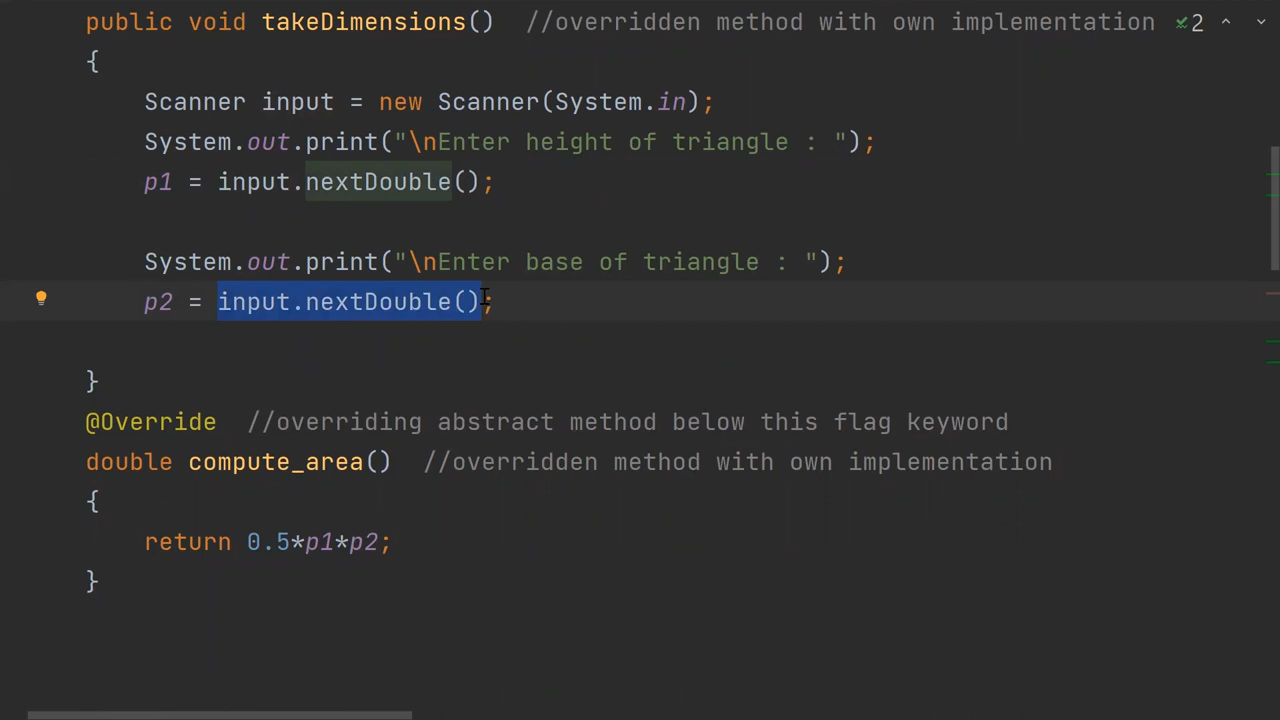 public void takeDimensions()  //overridden method with own implementation 2
{
Scanner input = new Scanner(System.in);
System.out.print("\nEnter height of triangle : ");
p1 = input.nextDouble();
System.out.print("\nEnter base of triangle : ");
p2 = input.nextDouble();
}
@Override  //overriding abstract method below this flag keyword
double compute_area()  //overridden method with own implementation
{
return 0.5*p1*p2;
}